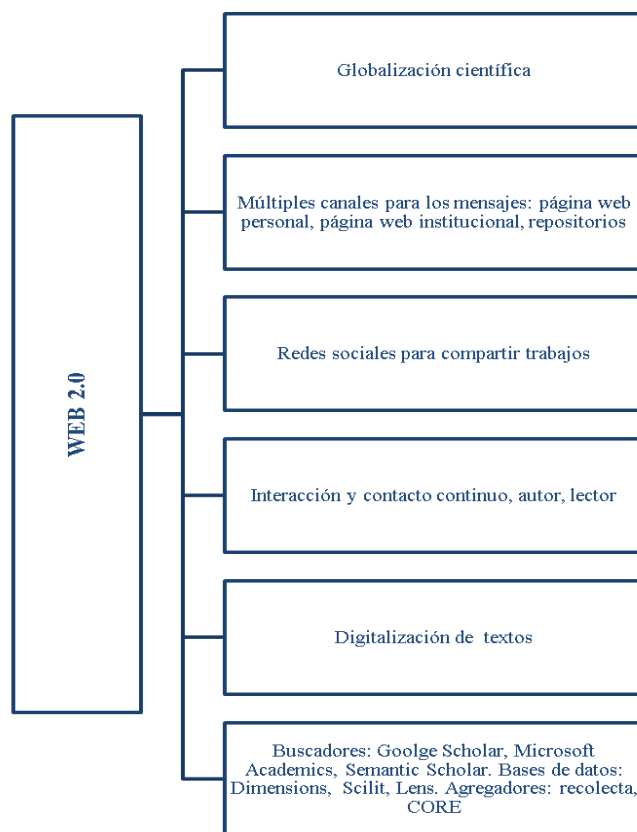 WEB 2.0
Globalización científica
Múltiples canales para los mensajes: página web
personal, página web institucional, repositorios
Redes sociales para compartir trabajos
Interacción y contacto continuo, autor, lector
Digitalización de textos
Buscadores: Goolge Scholar, Microsoft
Academics, Semantic Scholar. Bases de datos:
Dimensions, Scilit, Lens. Agregadores: recolecta,
CORE